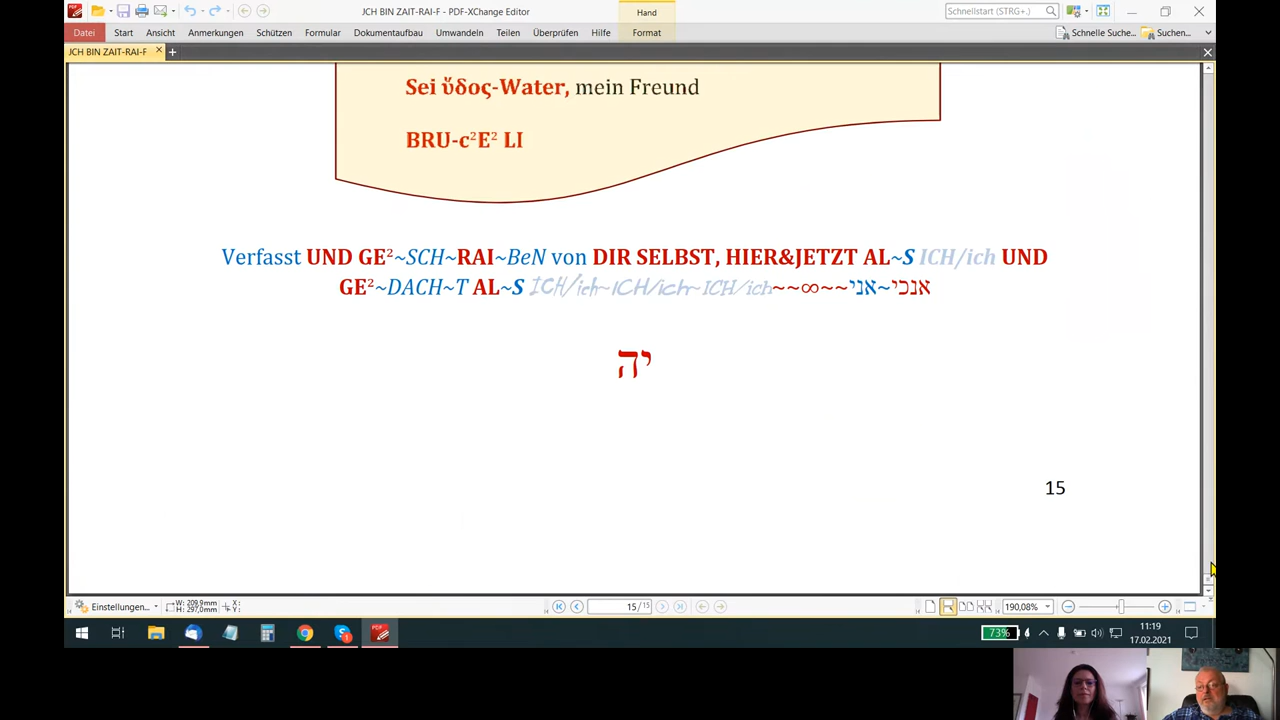 JCH BIN ZAIT-RAI-F - PDF-XChange Editor
Hand
Schnellstart (STRG+.)
Datei Start Ansicht Anmerkungen Schützen Formular Dokumentaufbau Umwandeln Teilen Überprüfen Hilfe Format Schnelle Suche... Suchen...
JCH BIN ZAIT-RAI-F
Sei ὕδος-Water, mein Freund
BRU-c²E² LI
Verfasst UND GE²~SCH~RAI~BeN von DIR SELBST, HIER&JETZT AL~S ICH/ich UND
GE²~DACH~T AL~S ICH/ich~ICH/ich~ICH/ich~~∞~~אנכי~אני
יה
15
Einstellungen... W: 209,9mm H: 297,0mm X: Y: 15/15 190,08%
73% 11:19
17.02.2021